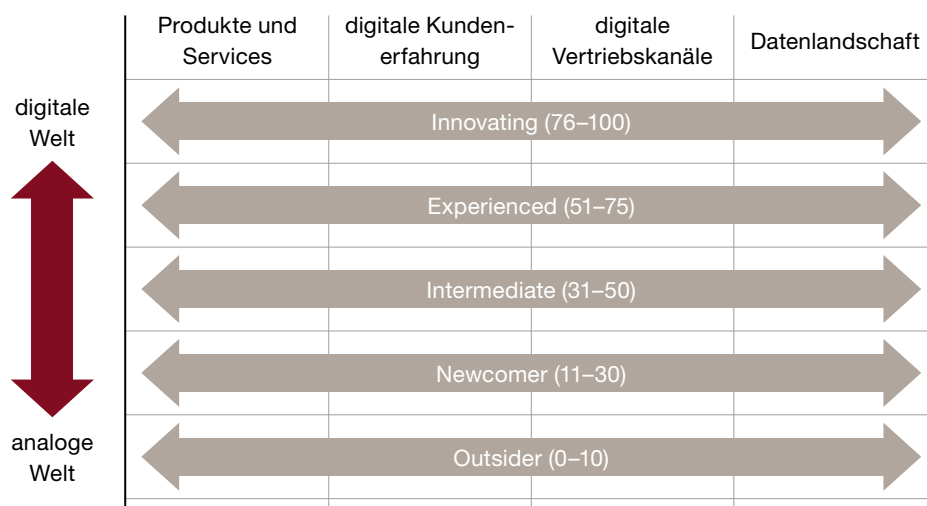 Produkte und
Services
digitale Kunden-
erfahrung
digitale
Vertriebskanäle
Datenlandschaft
digitale
Welt
Innovating (76–100)
Experienced (51–75)
Intermediate (31–50)
Newcomer (11–30)
analoge
Welt
Outsider (0–10)